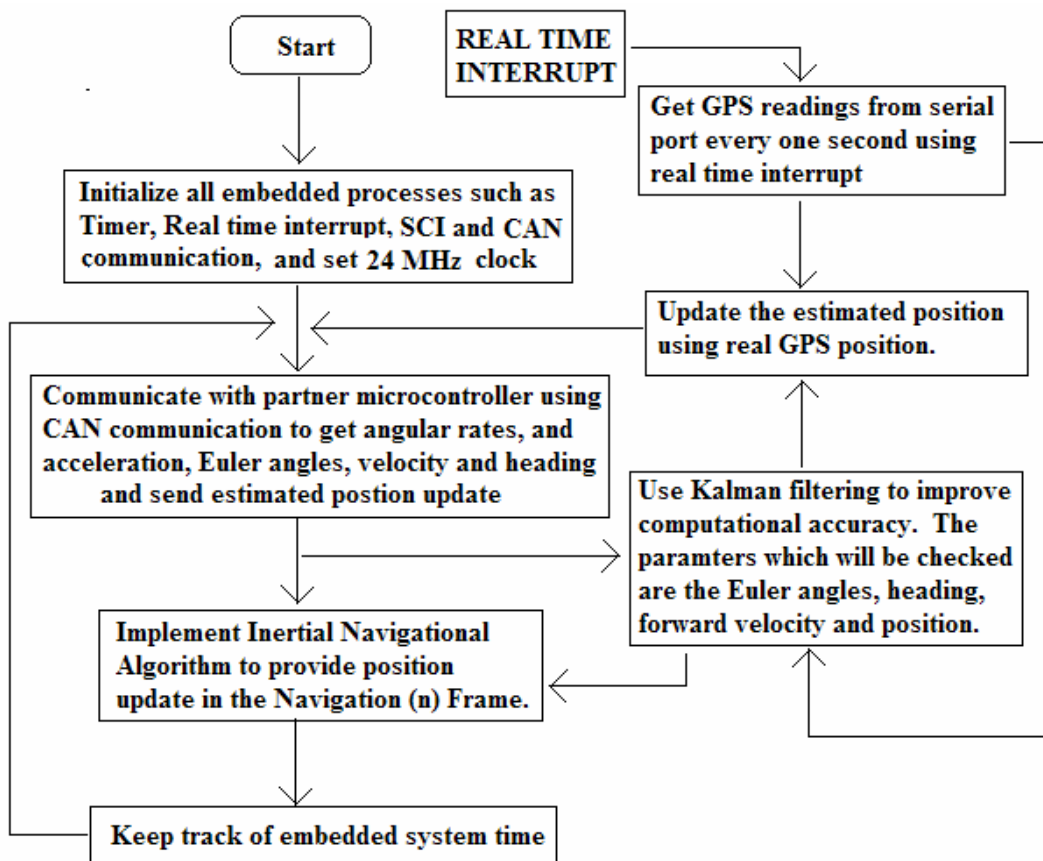 Start
REAL TIME
INTERRUPT
Get GPS readings from serial
port every one second using
real time interrupt
Initialize all embedded processes such as
Timer, Real time interrupt, SCI and CAN
communication, and set 24 MHz clock
Update the estimated position
using real GPS position.
Communicate with partner microcontroller using
CAN communication to get angular rates, and
acceleration, Euler angles, velocity and heading
and send estimated postion update
Use Kalman filtering to improve
computational accuracy. The
paramters which will be checked
are the Euler angles, heading,
forward velocity and position.
Implement Inertial Navigational
Algorithm to provide position
update in the Navigation (n) Frame.
Keep track of embedded system time